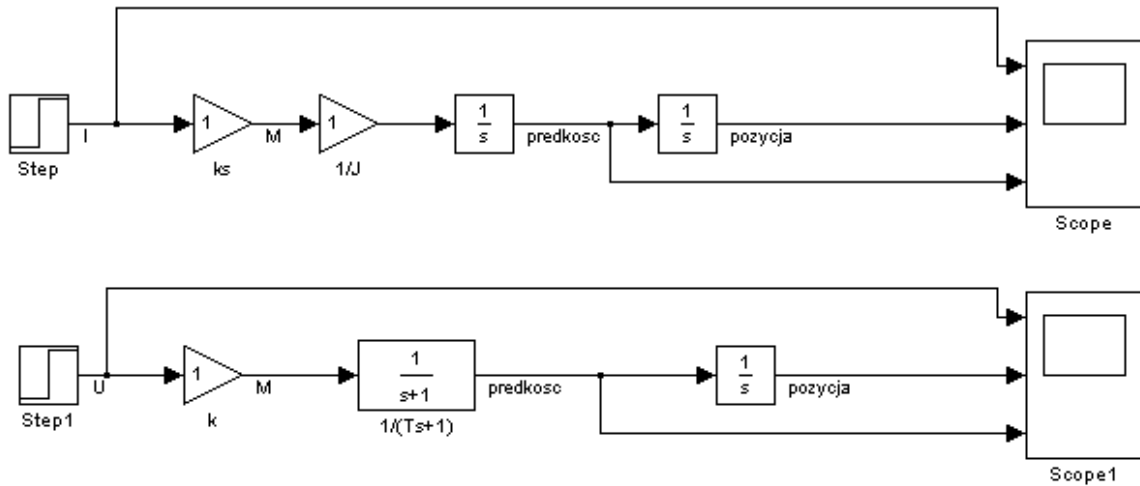 Step
I
1
ks
M
1
1/J
1
s
predkosc
1
s
pozycja
Scope
Step1
U
1
k
M
1
s+1
1/(Ts+1)
predkosc
1
s
pozycja
Scope1